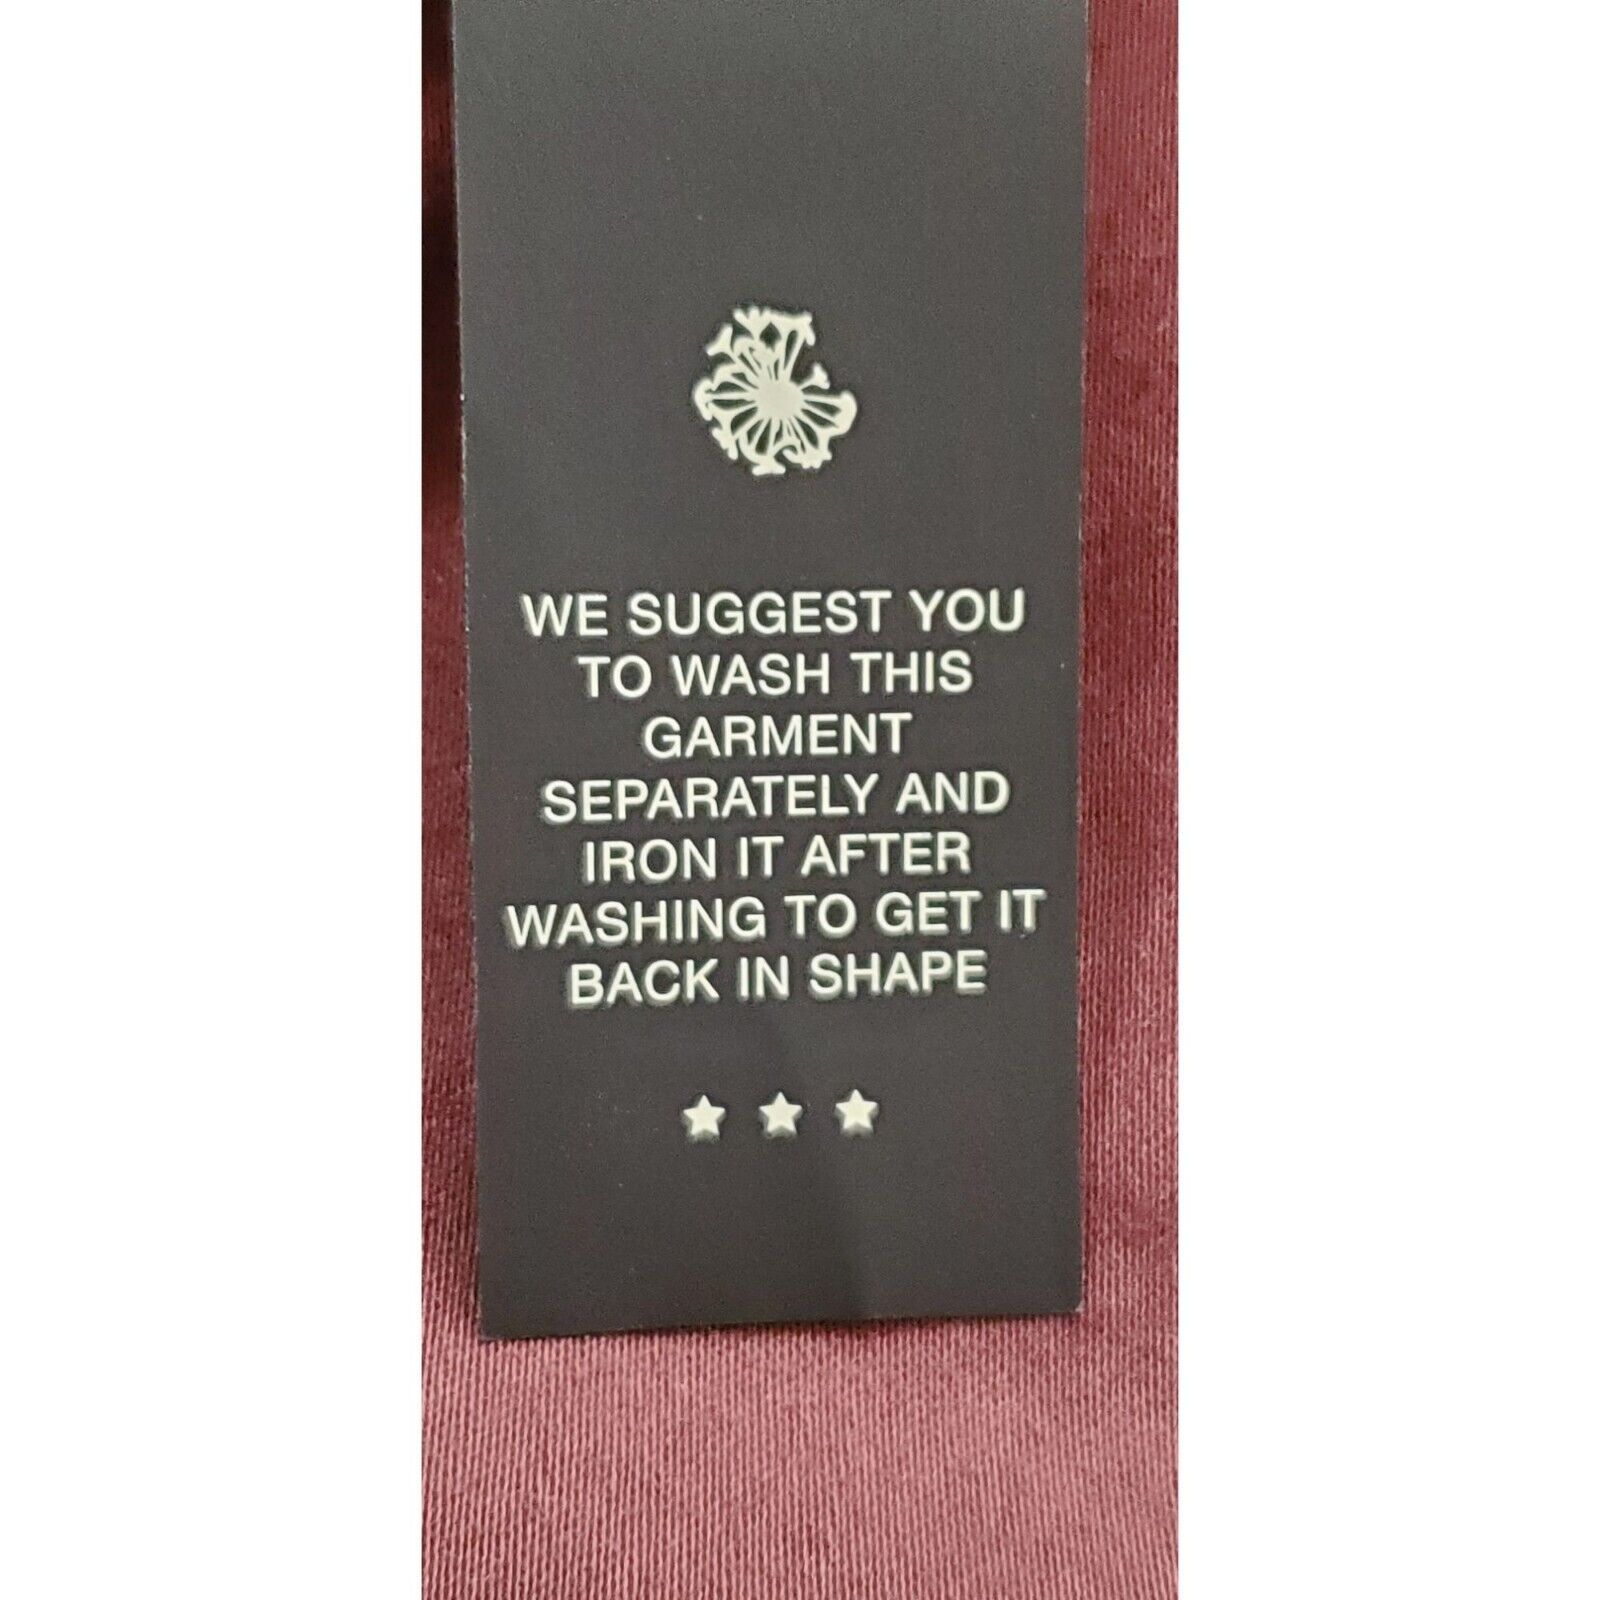 WE SUGGEST YOU
TO WASH THIS
GARMENT
SEPARATELY AND
IRON IT AFTER
WASHING TO GET IT
BACK IN SHAPE